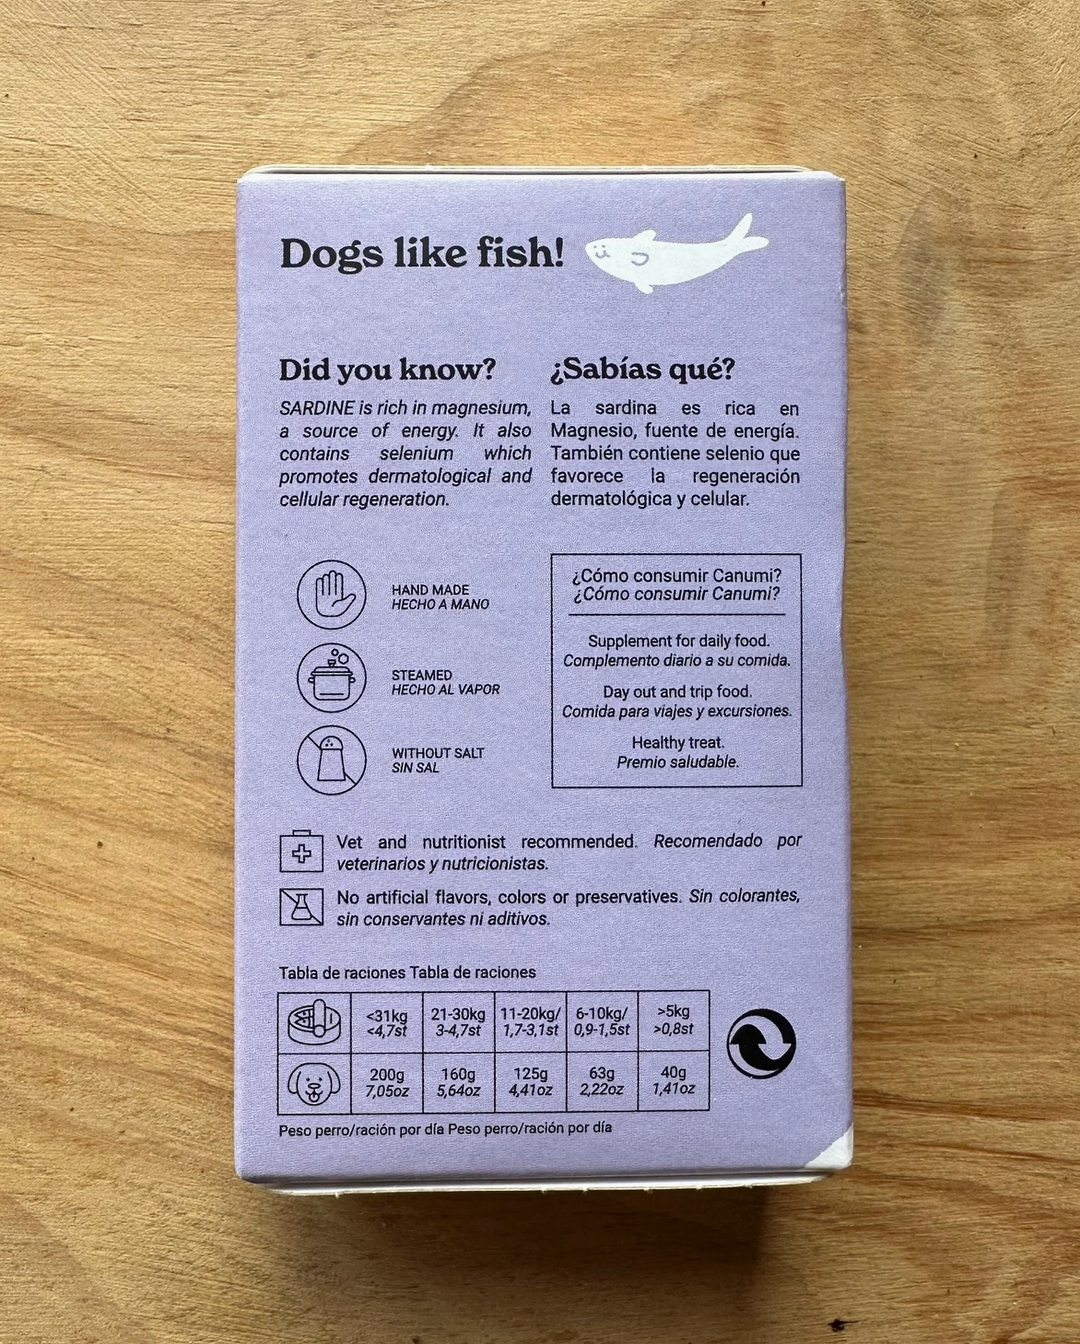 Dogs like fish!
Did you know?
SARDINE is rich in magnesium,
a source of energy. It also
contains selenium which
promotes dermatological and
cellular regeneration.
¿Sabías qué?
La sardina es rica en
Magnesio, fuente de energía.
También contiene selenio que
favorece la regeneración
dermatológica y celular.
HAND MADE
HECHO A MANO
STEAMED
HECHO AL VAPOR
WITHOUT SALT
SIN SAL
¿Cómo consumir Canumi?
¿Cómo consumir Canumi?
Supplement for daily food.
Complemento diario a su comida.
Day out and trip food.
Comida para viajes y excursiones.
Healthy treat.
Premio saludable.
Vet and nutritionist recommended. Recomendado por
veterinarios y nutricionistas.
No artificial flavors, colors or preservatives. Sin colorantes,
sin conservantes ni aditivos.
Tabla de raciones Tabla de raciones
<31kg 21-30kg 11-20kg/ 6-10kg/ >5kg
<4,7st 3-4,7st 1,7-3,1st 0,9-1,5st >0,8st
200g 160g 125g 63g 40g
7,05oz 5,64oz 4,41oz 2,22oz 1,41oz
Peso perro/ración por día Peso perro/ración por día